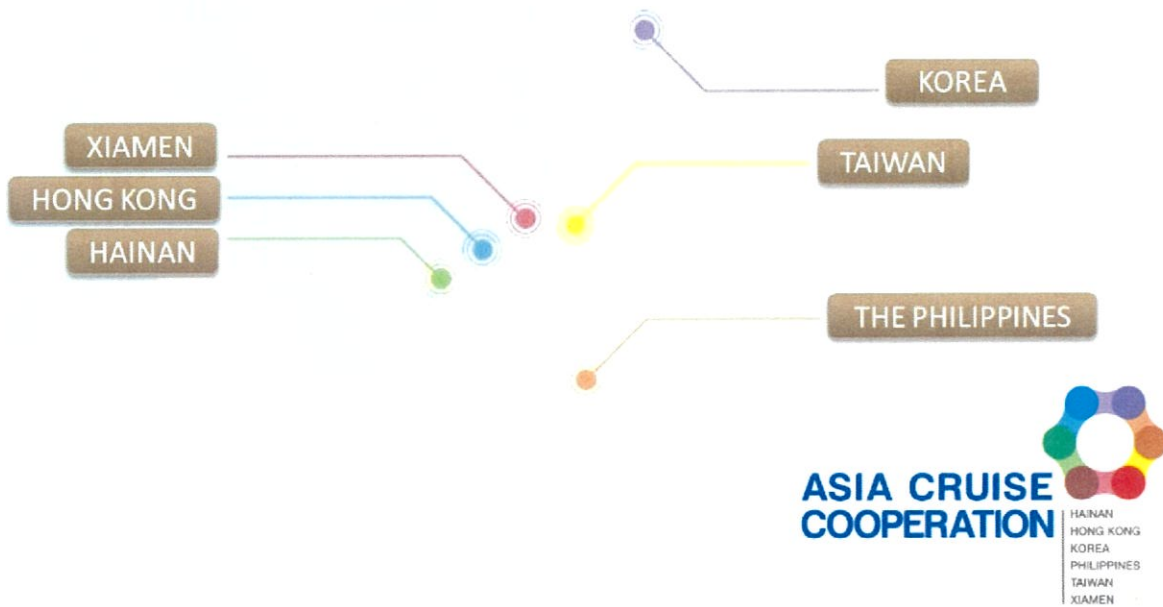 KOREA
XIAMEN
TAIWAN
HONG KONG
HAINAN
THE PHILIPPINES
ASIA CRUISE
COOPERATION
HAINAN
HONG KONG
KOREA
PHILIPPINES
TAIWAN
XIAMEN